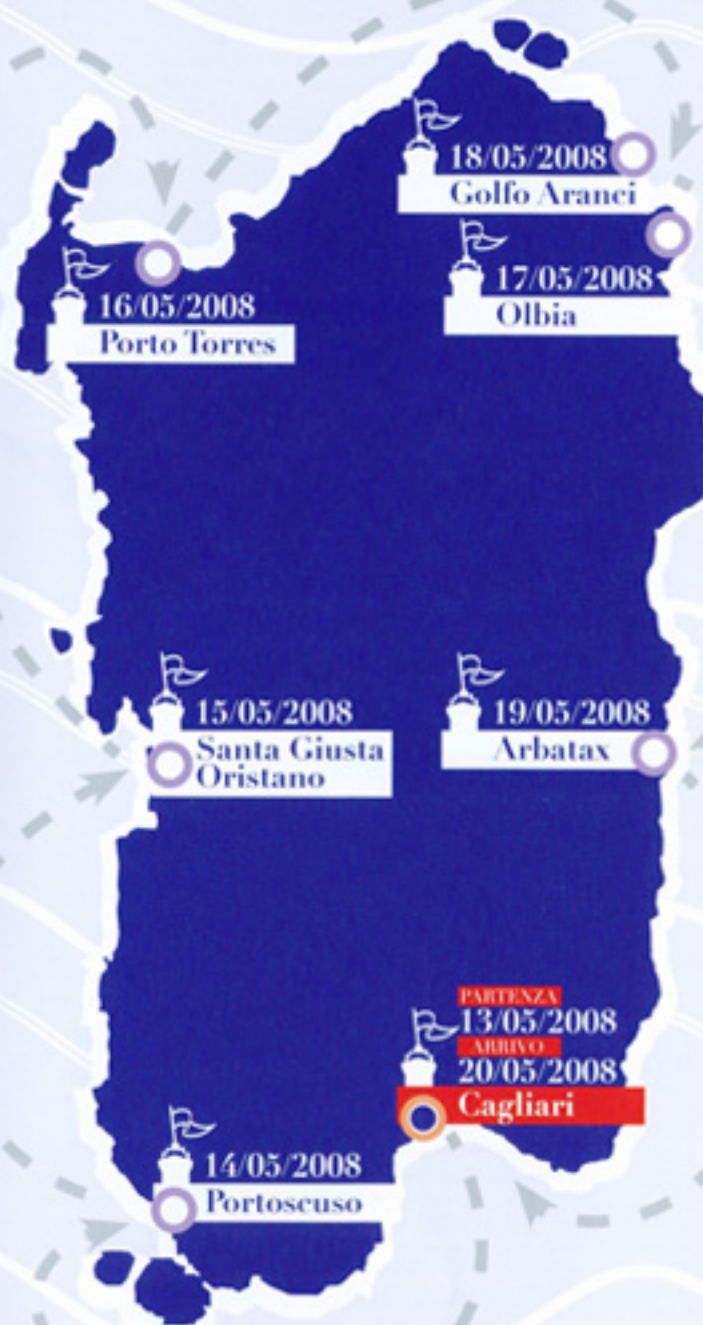 18/05/2008
Golfo Aranci
17/05/2008
Olbia
16/05/2008
Porto Torres
15/05/2008
Santa Giusta
Oristano
19/05/2008
Arbatax
PARTENZA
13/05/2008
ARRIVO
20/05/2008
Cagliari
14/05/2008
Portoscuso